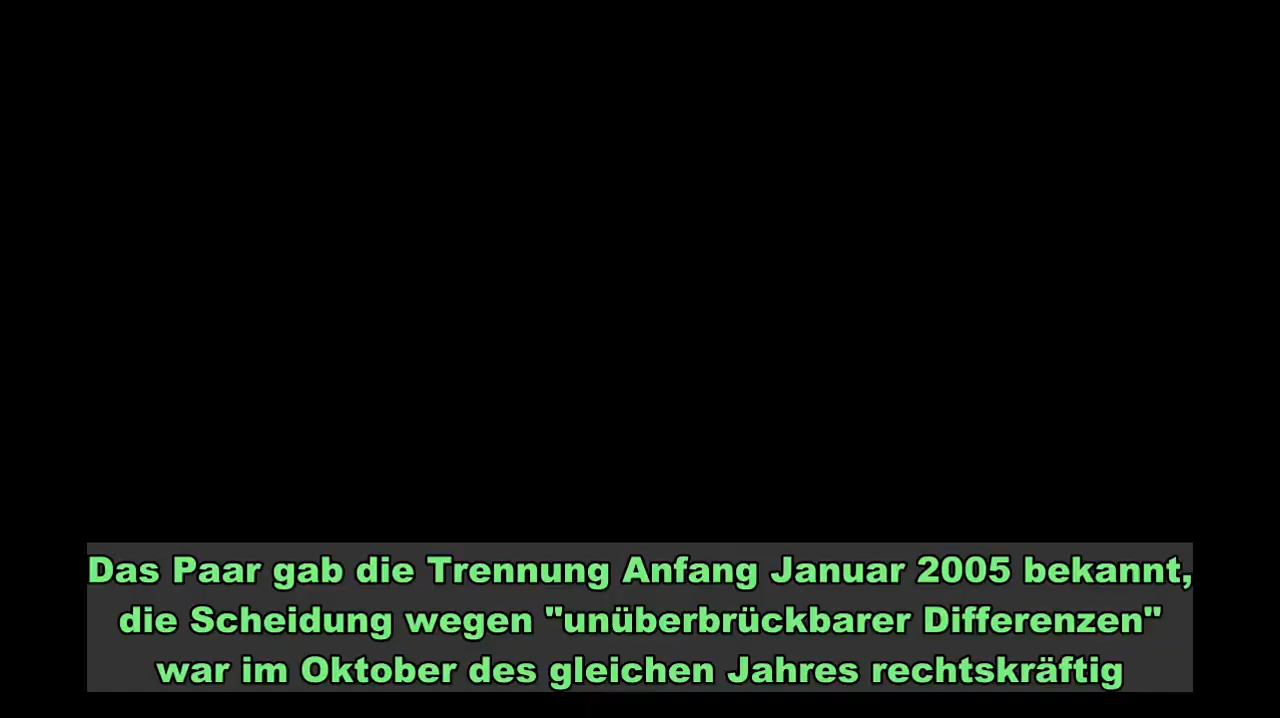 Das Paar gab die Trennung Anfang Januar 2005 bekannt,
die Scheidung wegen "unüberbrückbarer Differenzen"
war im Oktober des gleichen Jahres rechtskräftig